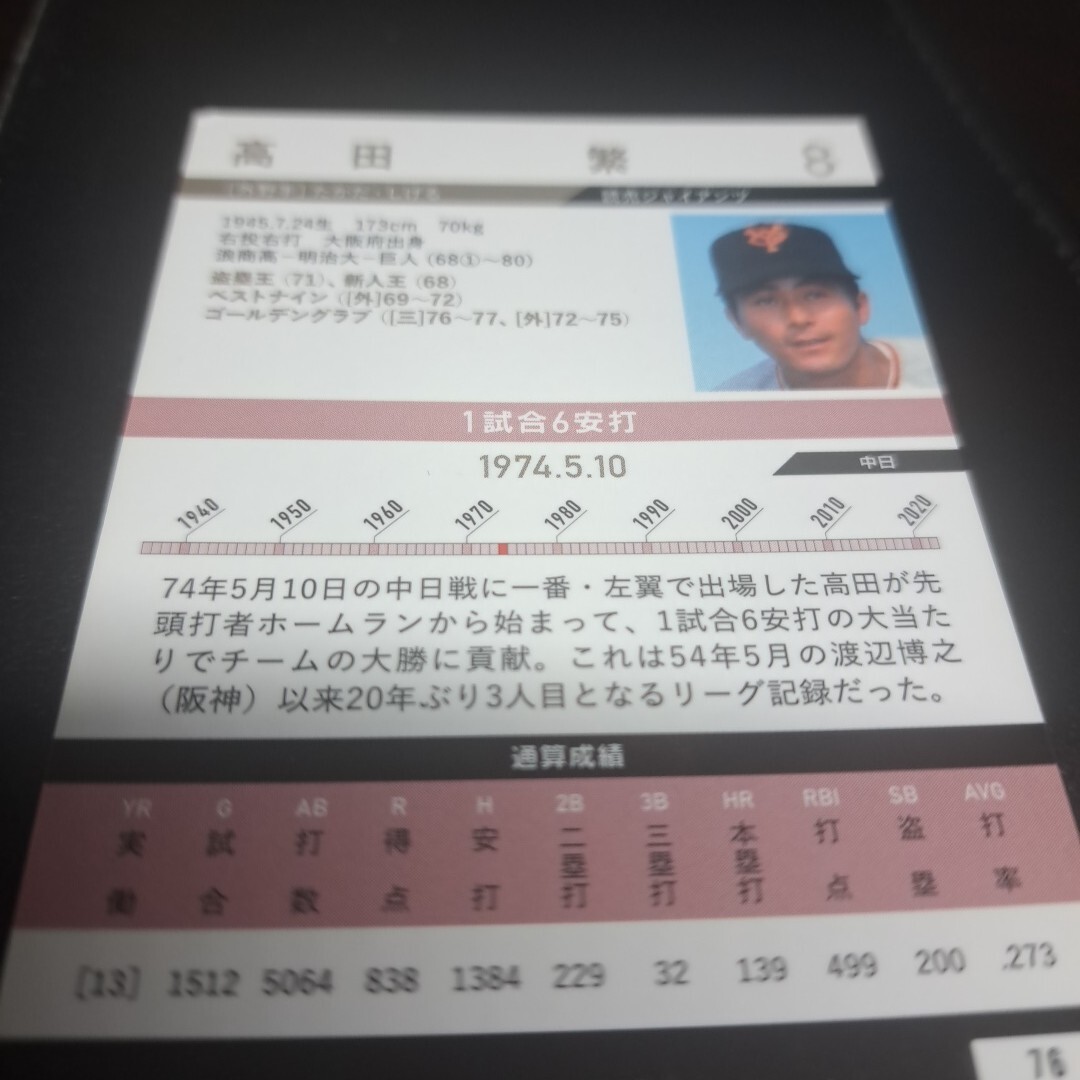 高田 繁 8
[外野手] たかだ・しげる 読売ジャイアンツ
1945.7.24生 173cm 70kg
右投右打 大阪府出身
浪商高－明治大－巨人（68①～80）
盗塁王（71）、新人王（68）
ベストナイン（[外]69～72）
ゴールデングラブ（[三]76～77、[外]72～75）
1試合6安打
1974.5.10 中日
1940 1950 1960 1970 1980 1990 2000 2010 2020
74年5月10日の中日戦に一番・左翼で出場した高田が先
頭打者ホームランから始まって、1試合6安打の大当た
りでチームの大勝に貢献。これは54年5月の渡辺博之
（阪神）以来20年ぶり3人目となるリーグ記録だった。
通算成績
YR G AB R H 2B 3B HR RBI SB AVG
実働 試合 打数 得点 安打 二塁打 三塁打 本塁打 打点 盗塁 打率
[13] 1512 5064 838 1384 229 32 139 499 200 .273
76